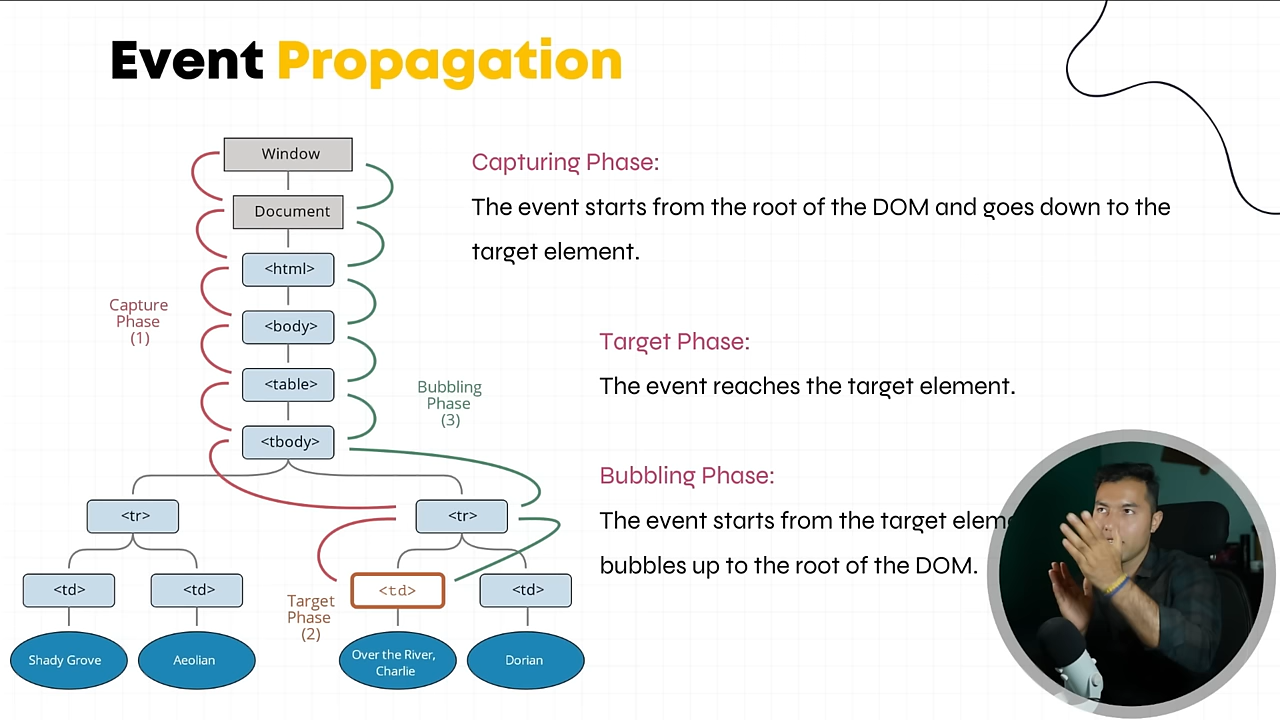 Event Propagation
Window
Document
<html>
<body>
<table>
<tbody>
<tr>
<tr>
<td>
<td>
<td>
<td>
Shady Grove
Aeolian
Over the River,
Charlie
Dorian
Capture
Phase
(1)
Bubbling
Phase
(3)
Target
Phase
(2)
Capturing Phase:
The event starts from the root of the DOM and goes down to the
target element.
Target Phase:
The event reaches the target element.
Bubbling Phase:
The event starts from the target
bubbles up to the root of the DOM.